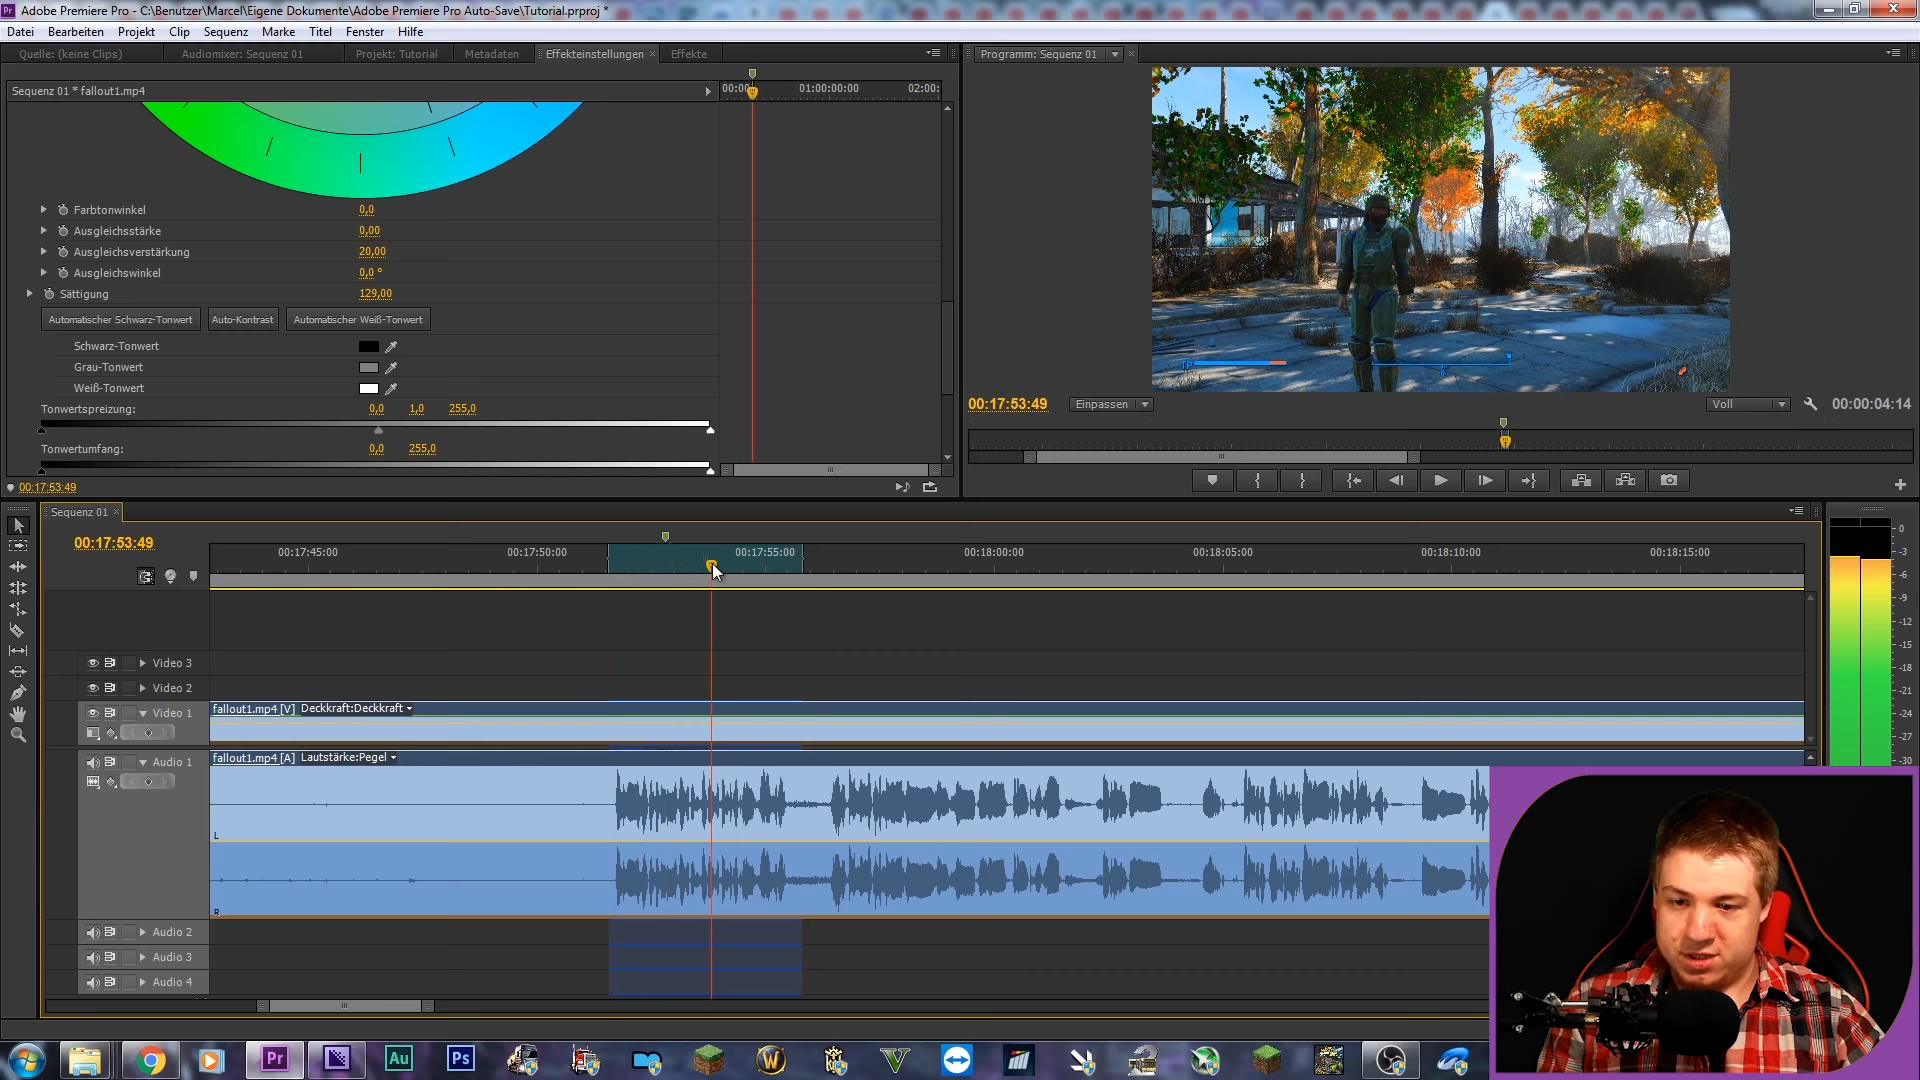 Adobe Premiere Pro - C:\Benutzer\Marcel\Eigene Dokumente\Adobe Premiere Pro Auto-Save\Tutorial.prproj *
Datei Bearbeiten Projekt Clip Sequenz Marke Titel Fenster Hilfe
Quelle: (keine Clips) Audiomixer: Sequenz 01 Projekt: Tutorial Metadaten Effekteinstellungen Effekte
Programm: Sequenz 01
Sequenz 01 * fallout1.mp4
00:00 01:00:00:00 02:00:
Farbtonwinkel 0,0
Ausgleichsstärke 0,00
Ausgleichsverstärkung 20,00
Ausgleichswinkel 0,0 °
Sättigung 129,00
Automatischer Schwarz-Tonwert Auto-Kontrast Automatischer Weiß-Tonwert
Schwarz-Tonwert
Grau-Tonwert
Weiß-Tonwert
Tonwertspreizung: 0,0 1,0 255,0
Tonwertumfang: 0,0 255,0
00:17:53:49
00:17:53:49 Einpassen Voll 00:00:04:14
Sequenz 01
00:17:53:49
00:17:45:00 00:17:50:00 00:17:55:00 00:18:00:00 00:18:05:00 00:18:10:00 00:18:15:00
Video 3
Video 2
Video 1
fallout1.mp4 [V] Deckkraft:Deckkraft
Audio 1
fallout1.mp4 [A] Lautstärke:Pegel
L
R
Audio 2
Audio 3
Audio 4
0
-3
-6
-9
-12
-15
-18
-21
-24
-27
-30
Pr
Au
Ps